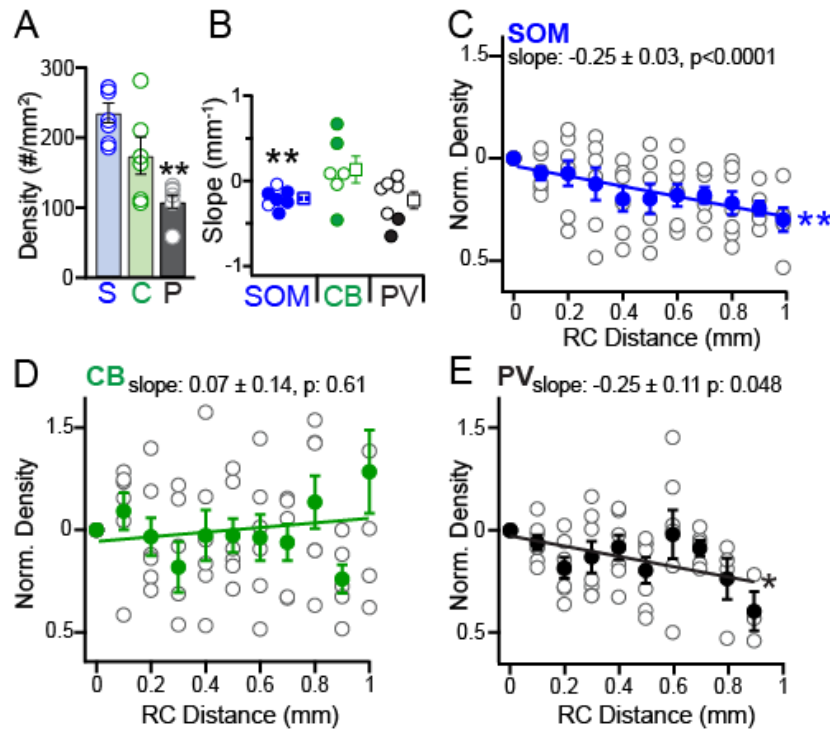 A
Density (#/mm²)
300
200
100
0
**
S C P
B
Slope (mm⁻¹)
1
0
-1
**
SOM CB PV
C
SOM
slope: -0.25 ± 0.03, p<0.0001
Norm. Density
1.5
0
0.5
**
0 0.2 0.4 0.6 0.8 1
RC Distance (mm)
D
CB
slope: 0.07 ± 0.14, p: 0.61
Norm. Density
1.5
0
0.5
0 0.2 0.4 0.6 0.8 1
RC Distance (mm)
E
PV
slope: -0.25 ± 0.11 p: 0.048
Norm. Density
1.5
0
0.5
*
0 0.2 0.4 0.6 0.8 1
RC Distance (mm)